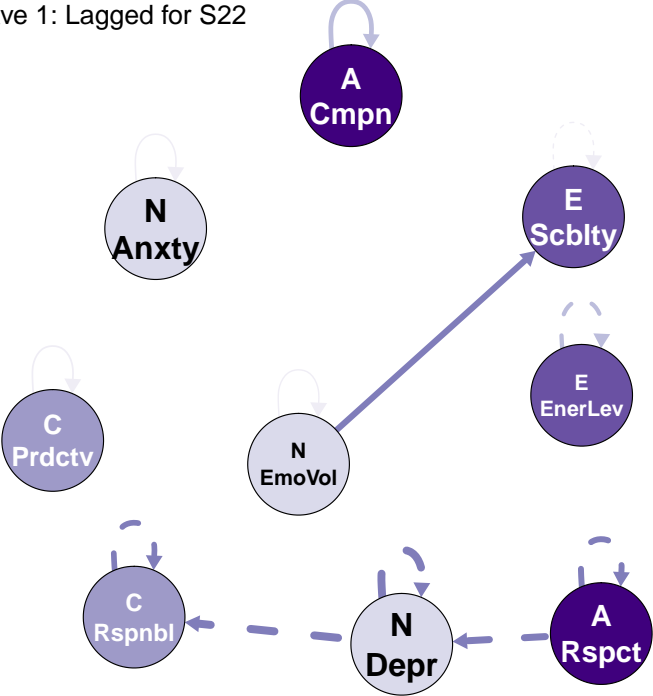 ve 1: Lagged for S22
A
Cmpn
N
Anxty
E
Scblty
E
EnerLev
C
Prdctv
N
EmoVol
C
Rspnbl
N
Depr
A
Rspct